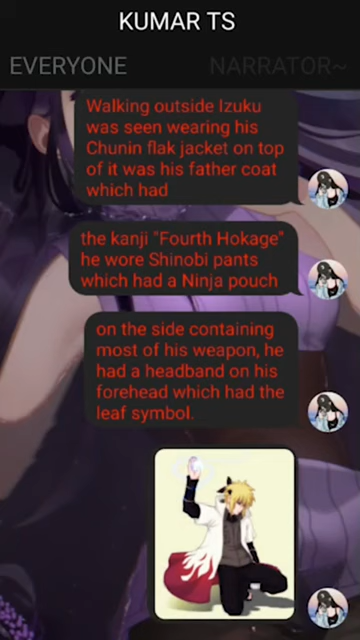 KUMAR TS
EVERYONE
NARRATOR~
Walking outside Izuku
was seen wearing his
Chunin flak jacket on top
of it was his father coat
which had
the kanji "Fourth Hokage"
he wore Shinobi pants
which had a Ninja pouch
on the side containing
most of his weapon, he
had a headband on his
forehead which had the
leaf symbol.